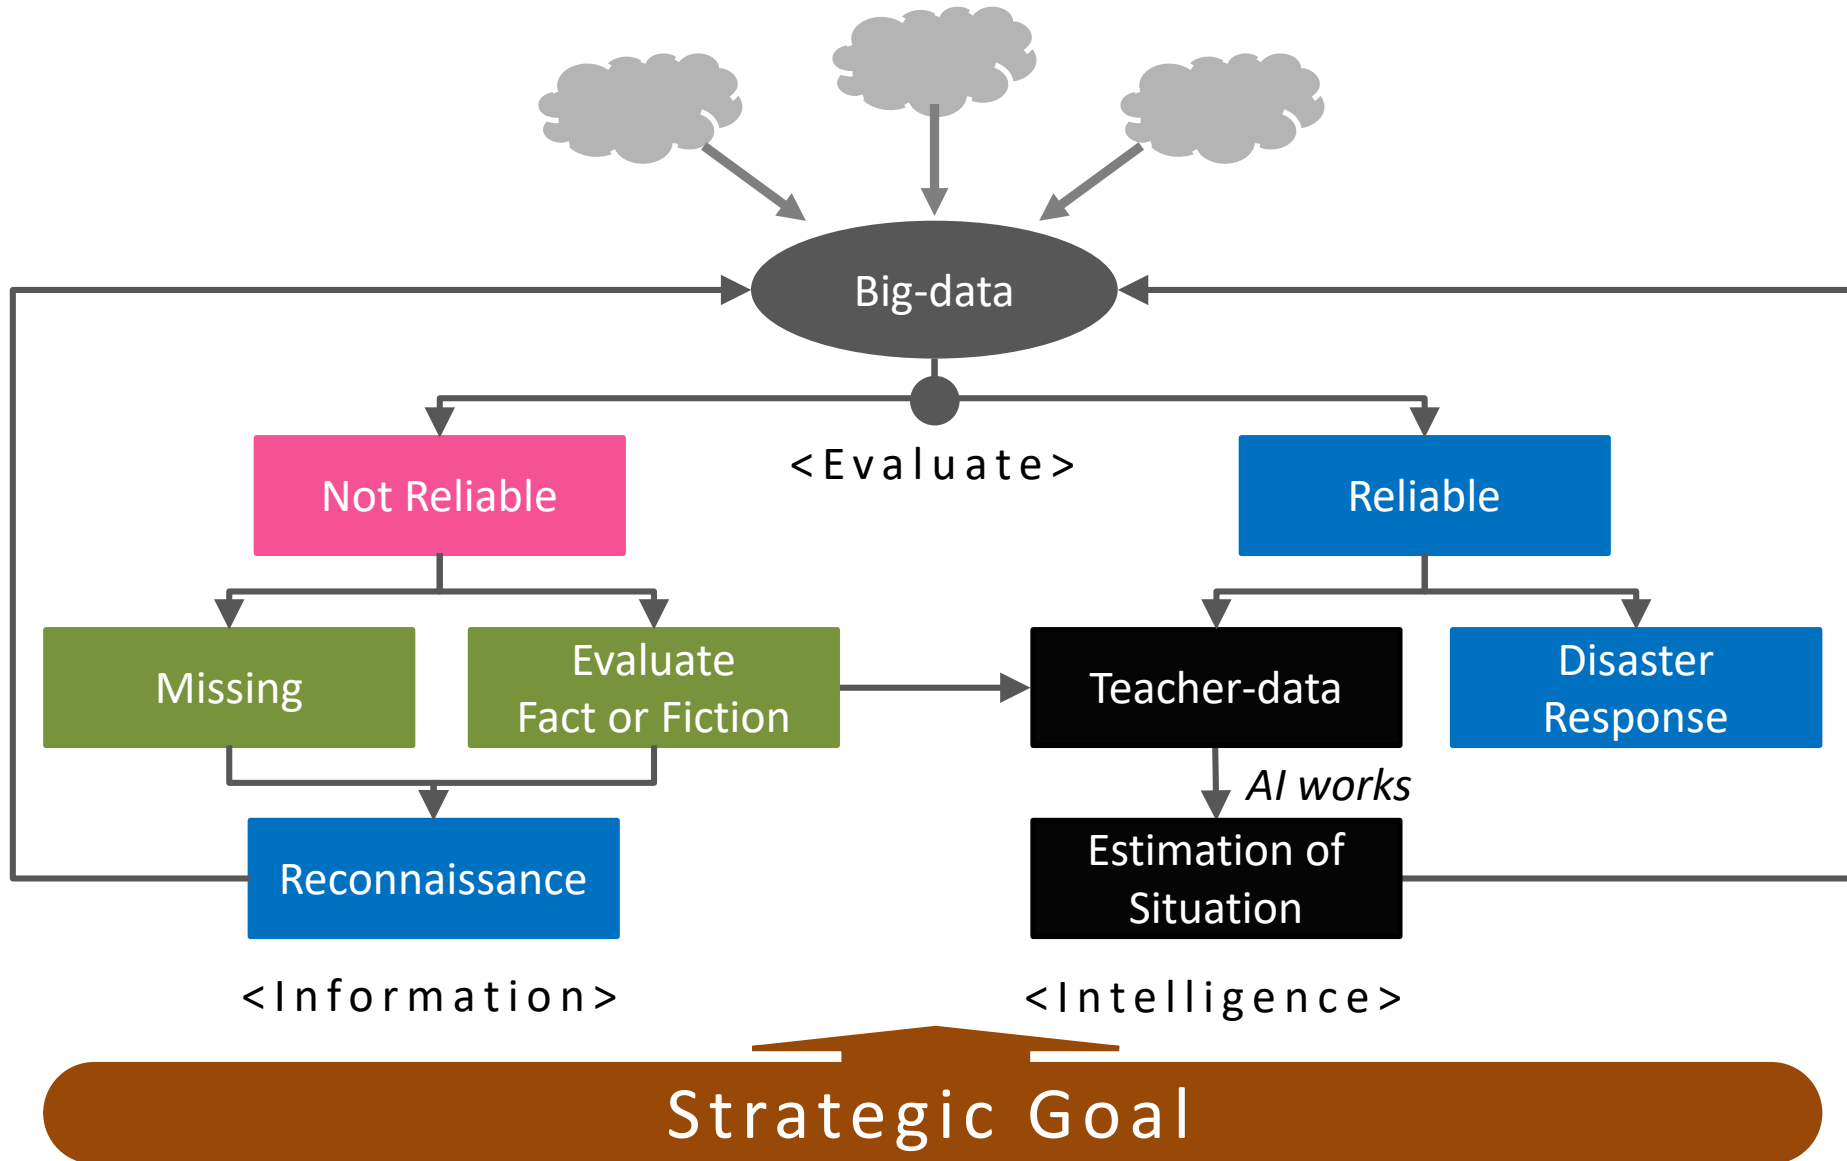 Big-data
<Evaluate>
Not Reliable
Reliable
Missing
Evaluate
Fact or Fiction
Teacher-data
Disaster
Response
AI works
Reconnaissance
Estimation of
Situation
<Information>
<Intelligence>
Strategic Goal